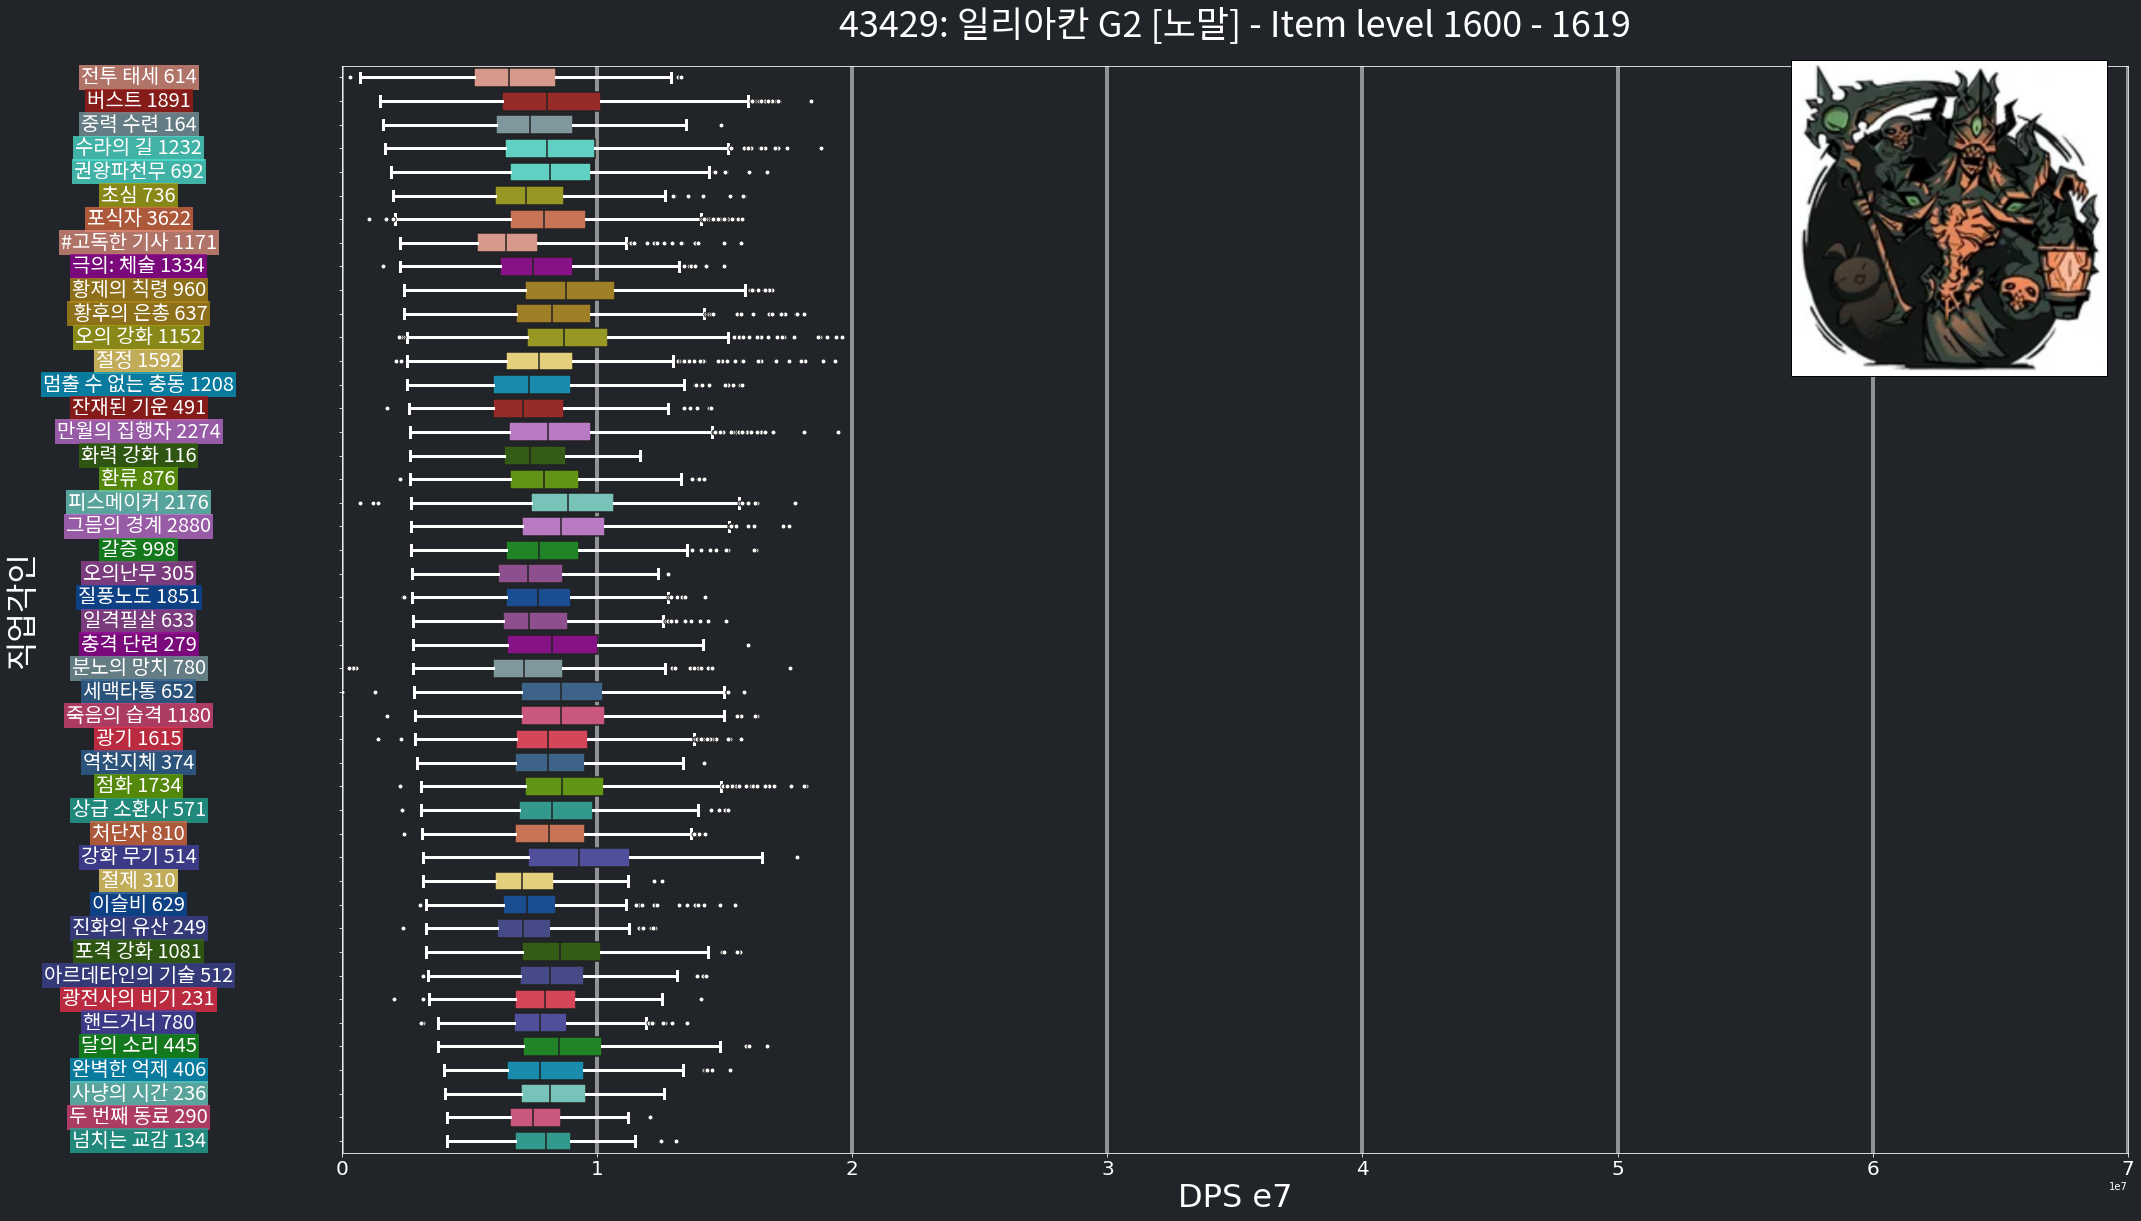 43429: 일리아칸 G2 [노말] - Item level 1600 - 1619
직업각인
전투 태세 614
버스트 1891
중력 수련 164
수라의 길 1232
권왕파천무 692
초심 736
포식자 3622
#고독한 기사 1171
극의: 체술 1334
황제의 칙령 960
황후의 은총 637
오의 강화 1152
절정 1592
멈출 수 없는 충동 1208
잔재된 기운 491
만월의 집행자 2274
화력 강화 116
환류 876
피스메이커 2176
그믐의 경계 2880
갈증 998
오의난무 305
질풍노도 1851
일격필살 633
충격 단련 279
분노의 망치 780
세맥타통 652
죽음의 습격 1180
광기 1615
역천지체 374
점화 1734
상급 소환사 571
처단자 810
강화 무기 514
절제 310
이슬비 629
진화의 유산 249
포격 강화 1081
아르데타인의 기술 512
광전사의 비기 231
핸드거너 780
달의 소리 445
완벽한 억제 406
사냥의 시간 236
두 번째 동료 290
넘치는 교감 134
0 1 2 3 4 5 6 7
1e7
DPS e7